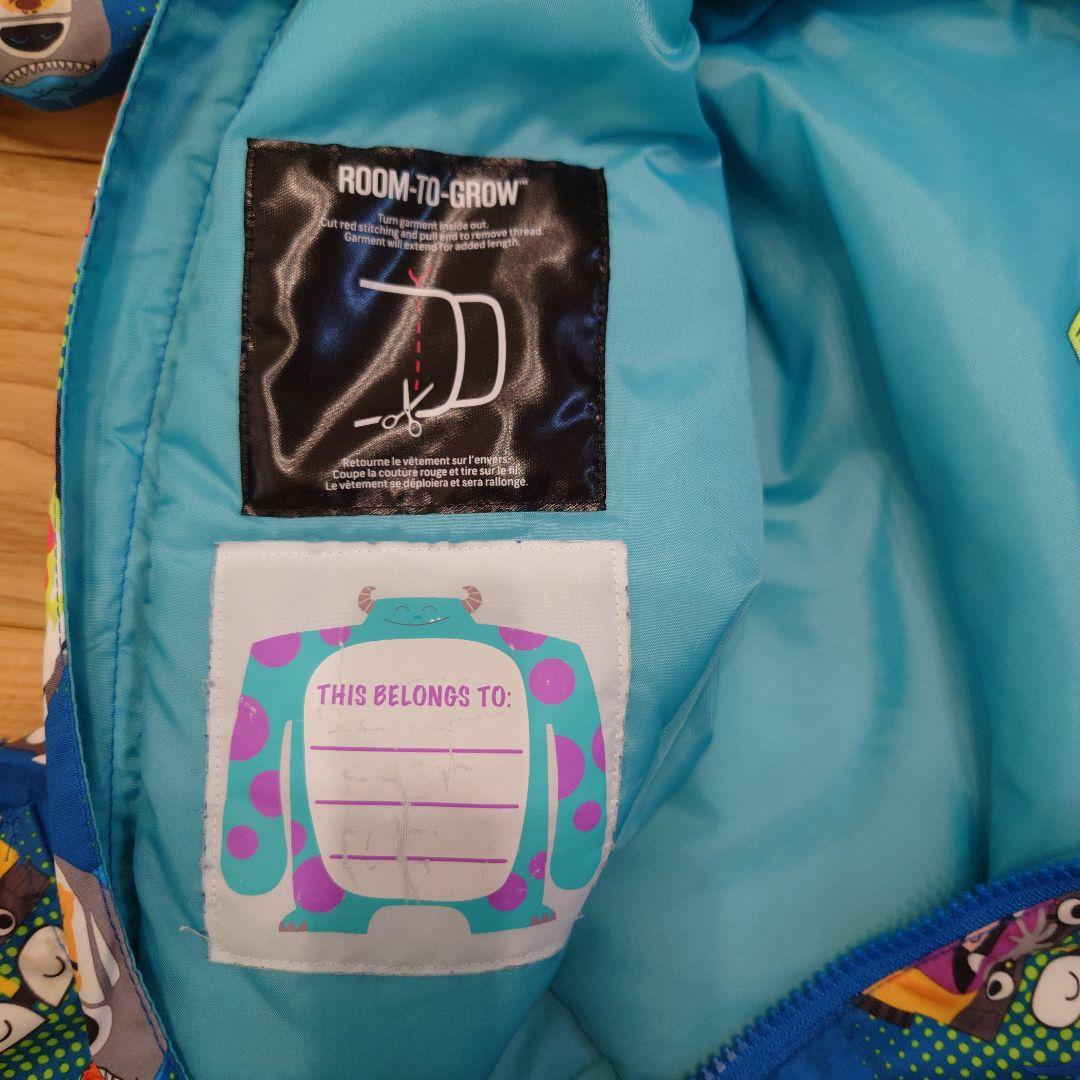 ROOM-TO-GROW™
Turn garment inside out.
Cut red stitching and pull end to remove thread.
Garment will extend for added length.
Retourne le vêtement sur l'envers.
Coupe la couture rouge et tire sur le fil.
Le vêtement se déploiera et sera rallongé.
THIS BELONGS TO: